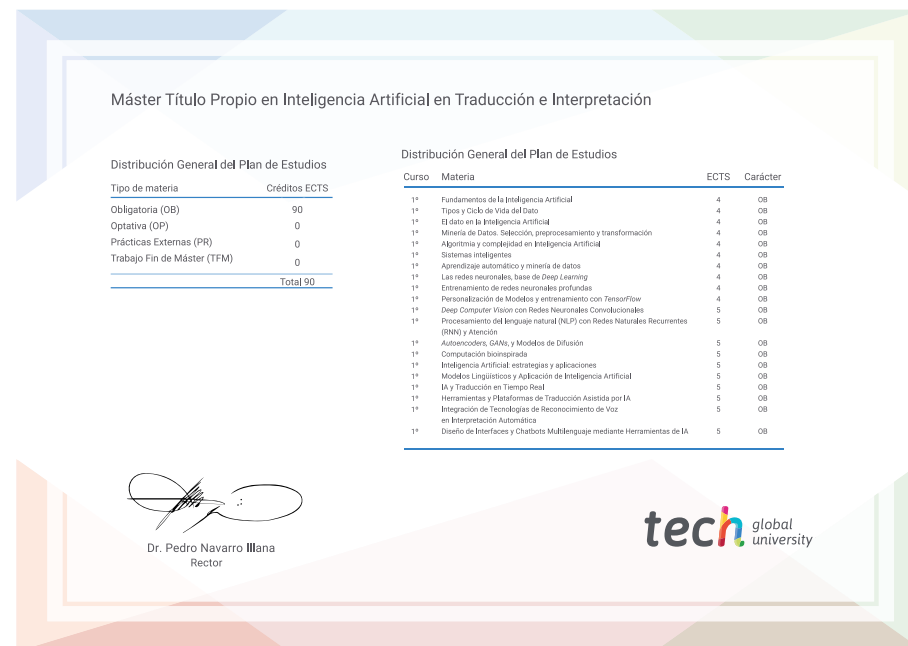 Máster Título Propio en Inteligencia Artificial en Traducción e Interpretación
Distribución General del Plan de Estudios
Tipo de materia Créditos ECTS
Obligatoria (OB) 90
Optativa (OP) 0
Prácticas Externas (PR) 0
Trabajo Fin de Máster (TFM) 0
Total 90
Distribución General del Plan de Estudios
Curso Materia ECTS Carácter
1º Fundamentos de la Inteligencia Artificial 4 OB
1º Tipos y Ciclo de Vida del Dato 4 OB
1º El dato en la Inteligencia Artificial 4 OB
1º Minería de Datos. Selección, preprocesamiento y transformación 4 OB
1º Algoritmia y complejidad en Inteligencia Artificial 4 OB
1º Sistemas inteligentes 4 OB
1º Aprendizaje automático y minería de datos 4 OB
1º Las redes neuronales, base de Deep Learning 4 OB
1º Entrenamiento de redes neuronales profundas 4 OB
1º Personalización de Modelos y entrenamiento con TensorFlow 4 OB
1º Deep Computer Vision con Redes Neuronales Convolucionales 5 OB
1º Procesamiento del lenguaje natural (NLP) con Redes Naturales Recurrentes 5 OB
(RNN) y Atención
1º Autoencoders, GANs, y Modelos de Difusión 5 OB
1º Computación bioinspirada 5 OB
1º Inteligencia Artificial: estrategias y aplicaciones 5 OB
1º Modelos Lingüísticos y Aplicación de Inteligencia Artificial 5 OB
1º IA y Traducción en Tiempo Real 5 OB
1º Herramientas y Plataformas de Traducción Asistida por IA 5 OB
1º Integración de Tecnologías de Reconocimiento de Voz 5 OB
en Interpretación Automática
1º Diseño de Interfaces y Chatbots Multilenguaje mediante Herramientas de IA 5 OB
Dr. Pedro Navarro Illana
Rector
tech global
university